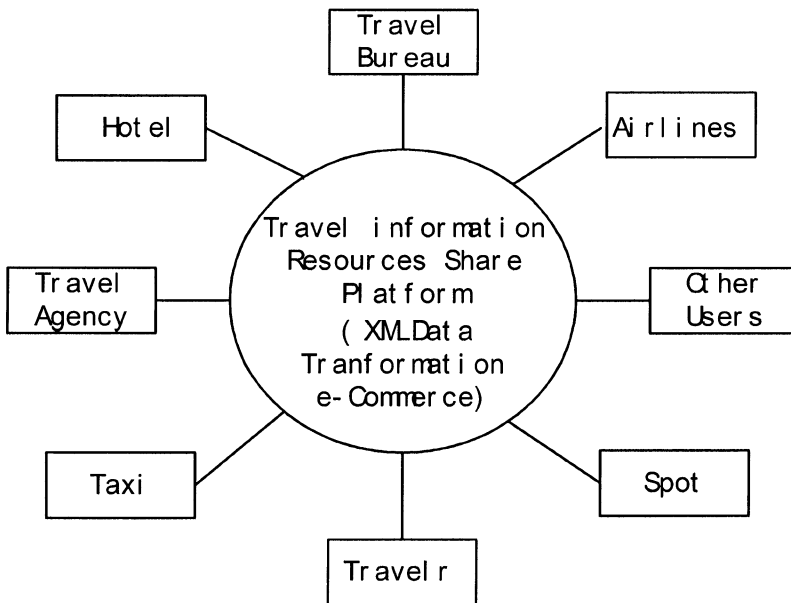 Travel
Bureau
Hotel
Airlines
Travel information
Resources Share
Platform
( XMLData
Tranformation
e-Commerce)
Travel
Agency
Other
Users
Taxi
Spot
Travelr